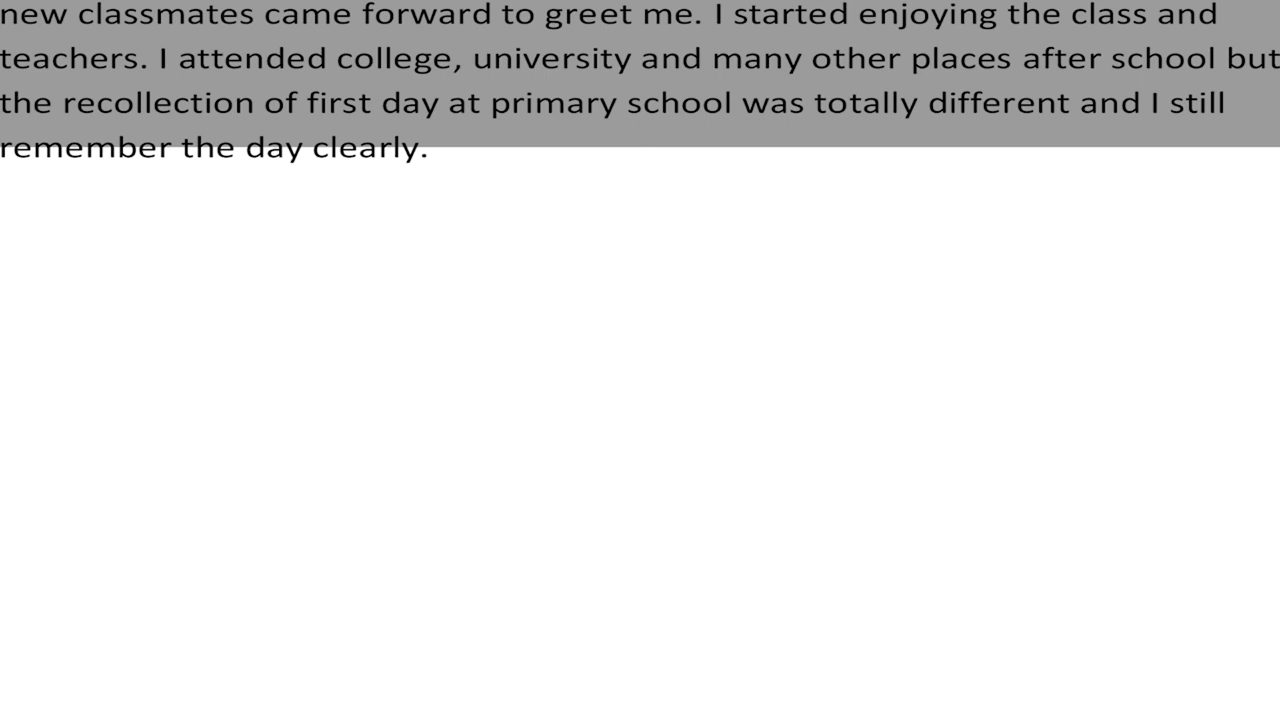 new classmates came forward to greet me. I started enjoying the class and
teachers. I attended college, university and many other places after school but
the recollection of first day at primary school was totally different and I still
remember the day clearly.